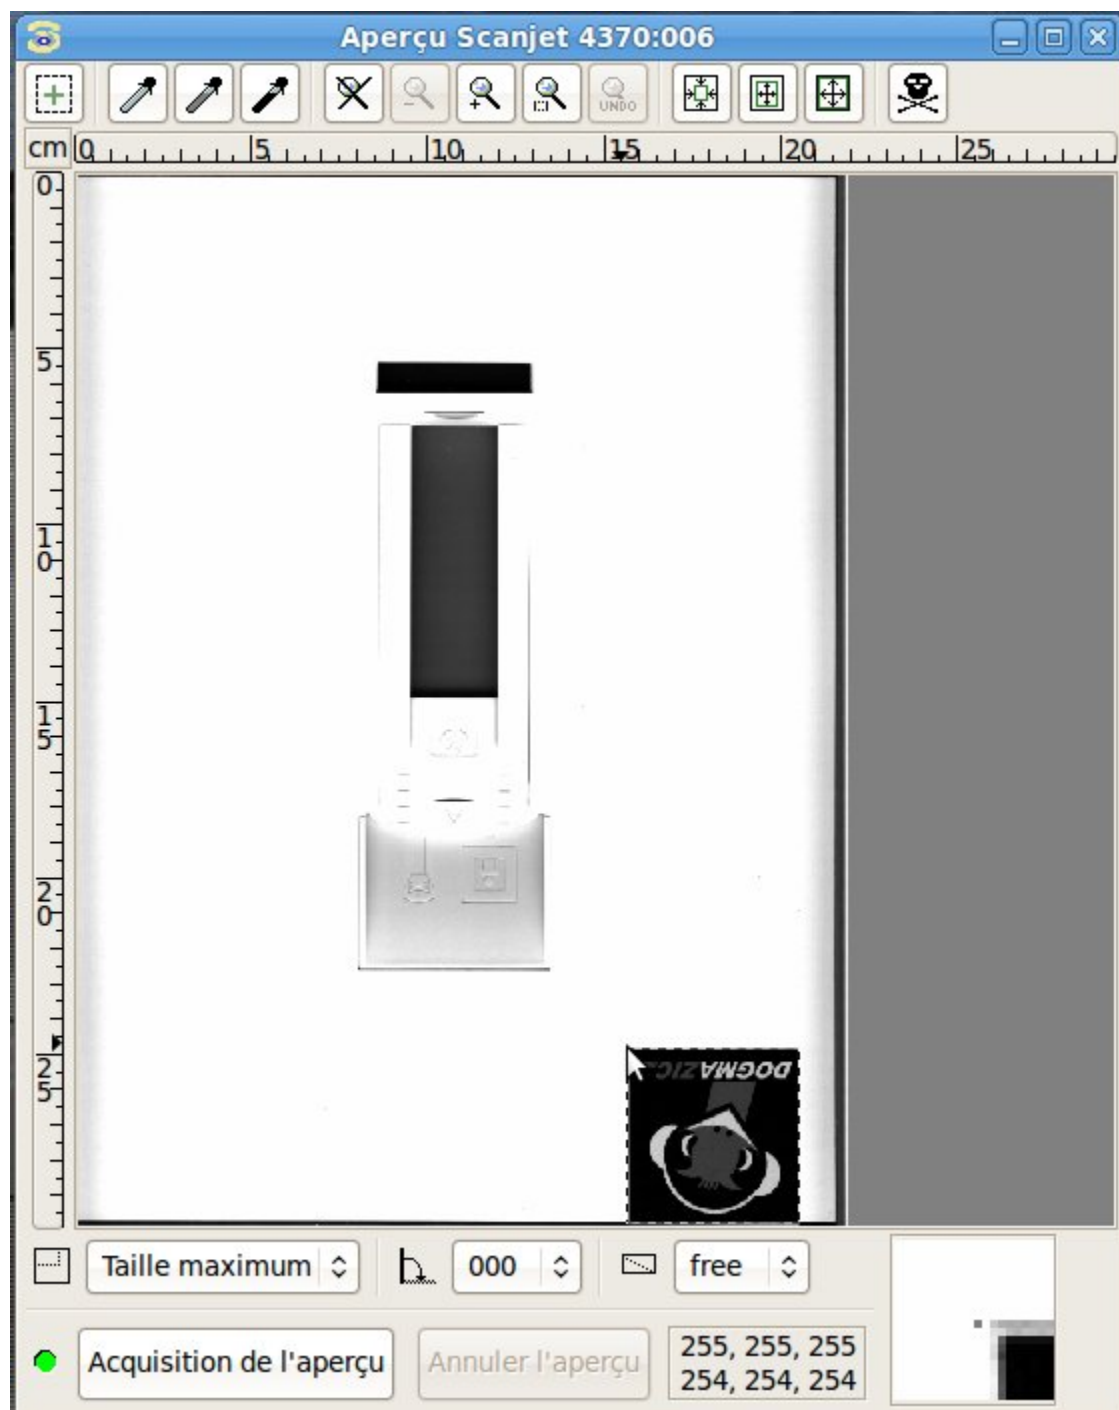 Aperçu Scanjet 4370:006
UNDO
cm 0 5 10 15 20 25
0
5
10
15
20
25
DOGMAZIC
Taille maximum 000 free
Acquisition de l'aperçu Annuler l'aperçu
255, 255, 255
254, 254, 254